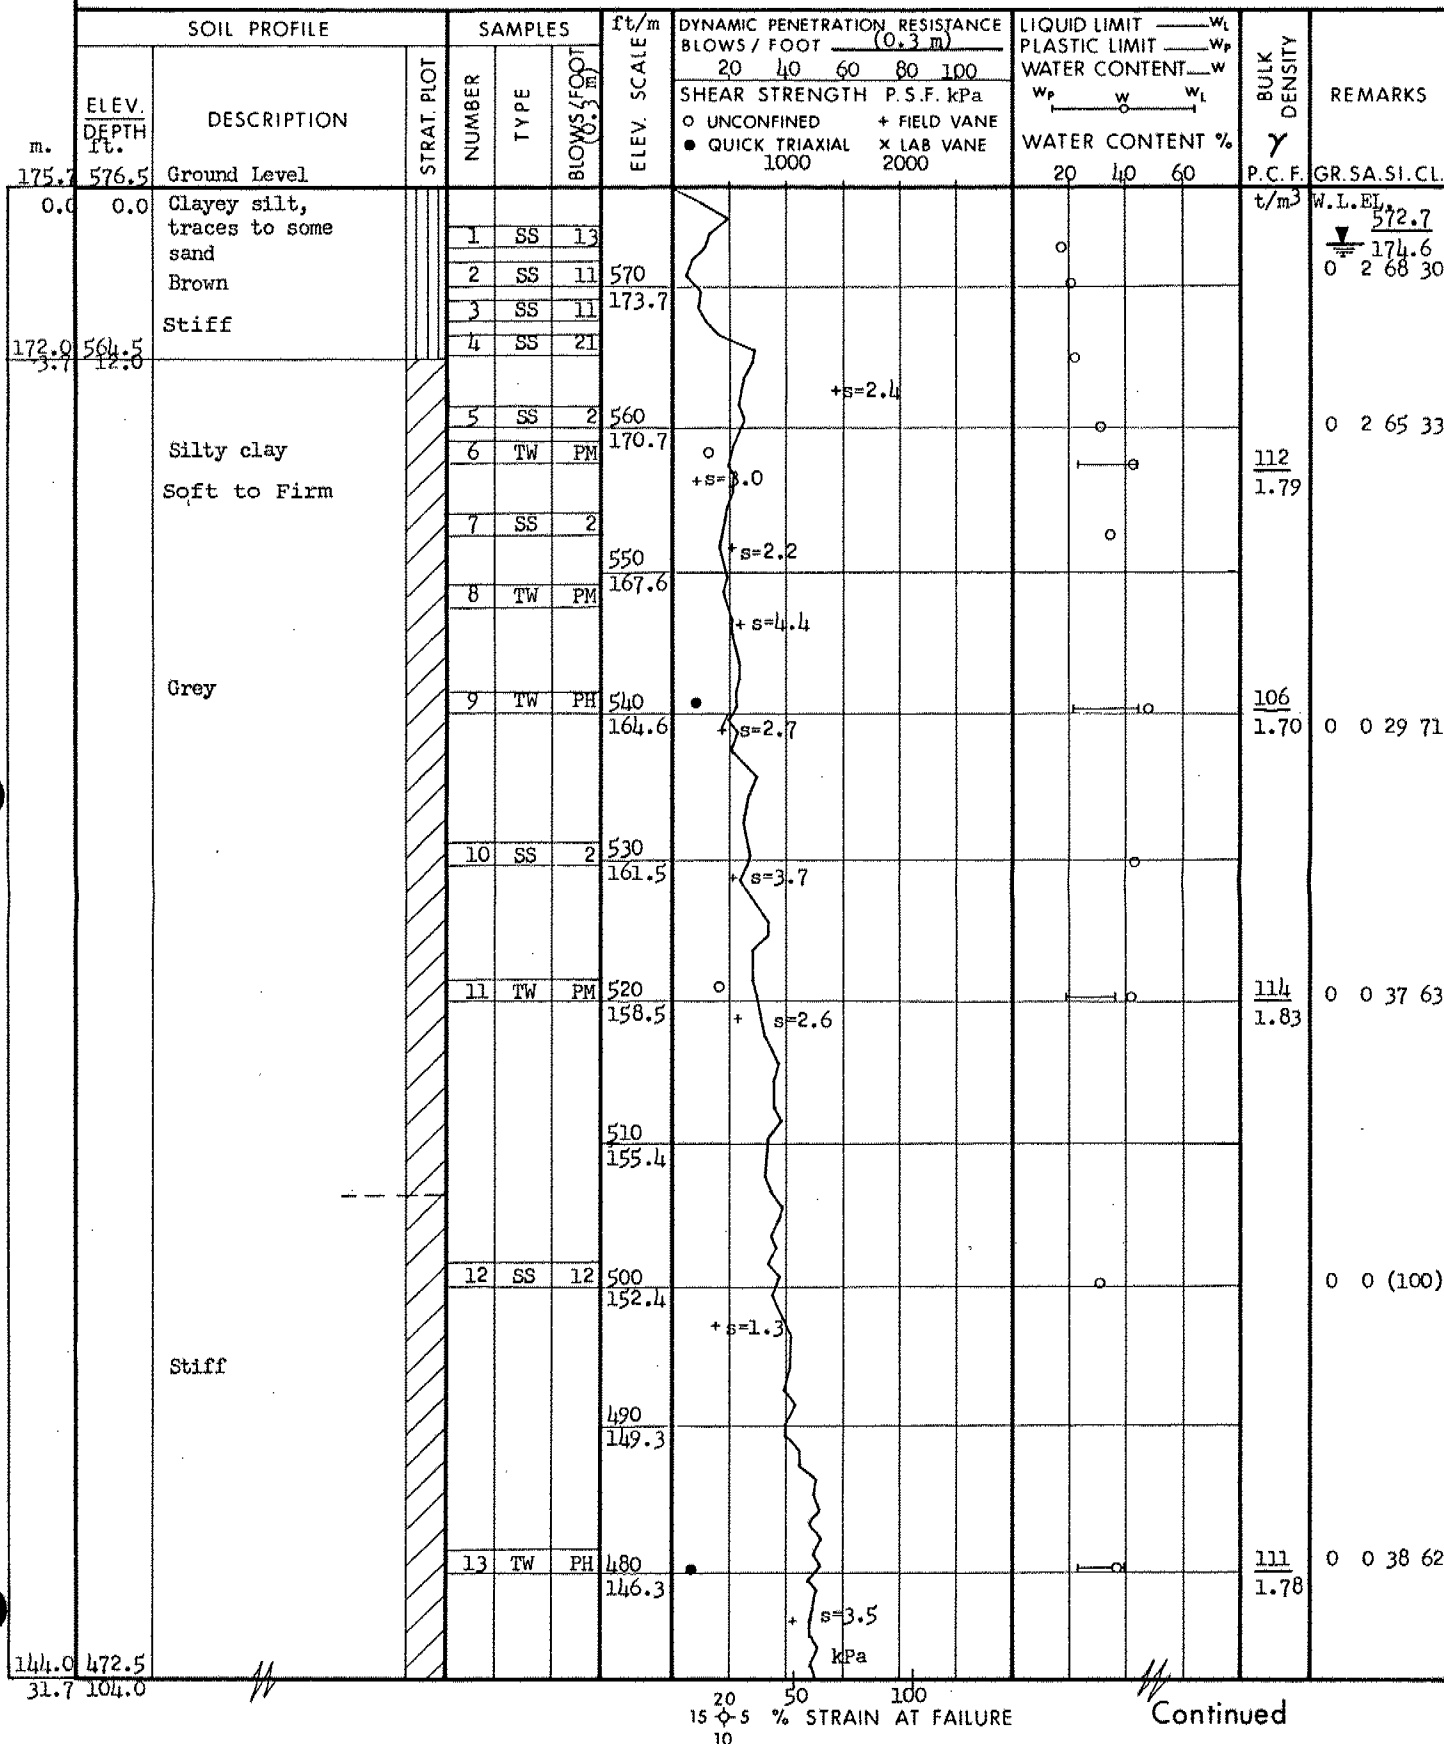 SOIL PROFILE
SAMPLES
ft/m
ELEV. SCALE
DYNAMIC PENETRATION RESISTANCE
BLOWS / FOOT (0.3 m)
20 40 60 80 100
SHEAR STRENGTH P.S.F. kPa
○ UNCONFINED + FIELD VANE
● QUICK TRIAXIAL × LAB VANE
1000 2000
LIQUID LIMIT WL
PLASTIC LIMIT WP
WATER CONTENT W
WP W WL
WATER CONTENT %
20 40 60
BULK DENSITY
γ
P.C.F.
t/m3
REMARKS
GR.SA.SI.CL.
m.
ELEV.
DEPTH
ft.
DESCRIPTION
STRAT. PLOT
NUMBER
TYPE
BLOWS/FOOT (0.3 m)
175.7 576.5 Ground Level
0.0 0.0 Clayey silt,
traces to some
sand
Brown
Stiff
W.L.EL.
572.7
174.6
1 SS 13
2 SS 11 570
173.7
0 2 68 30
3 SS 11
4 SS 21
172.0 564.5
3.7 12.0
+s=2.4
5 SS 2 560
170.7
0 2 65 33
Silty clay
6 TW PM
112
1.79
Soft to Firm
+s=3.0
7 SS 2
+s=2.2
550
167.6
8 TW PM
+s=4.4
Grey
9 TW PH 540
164.6
106
1.70
0 0 29 71
+ s=2.7
10 SS 2 530
161.5
+ s=3.7
11 TW PM 520
158.5
114
1.83
0 0 37 63
+ s=2.6
510
155.4
12 SS 12 500
152.4
0 0 (100)
+s=1.3
Stiff
490
149.3
13 TW PH 480
146.3
111
1.78
0 0 38 62
+ s=3.5
kPa
144.0 472.5
31.7 104.0
50 100
20
15 5 % STRAIN AT FAILURE
10
Continued